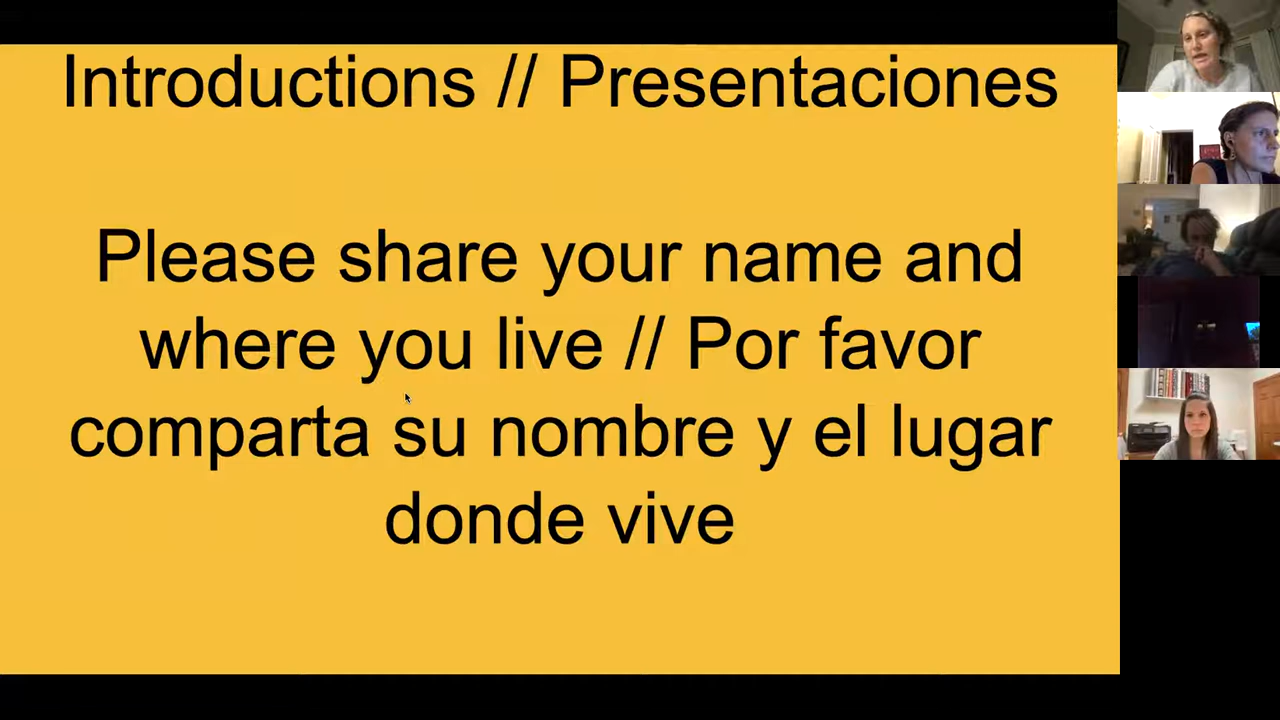 Introductions // Presentaciones
Please share your name and
where you live // Por favor
comparta su nombre y el lugar
donde vive